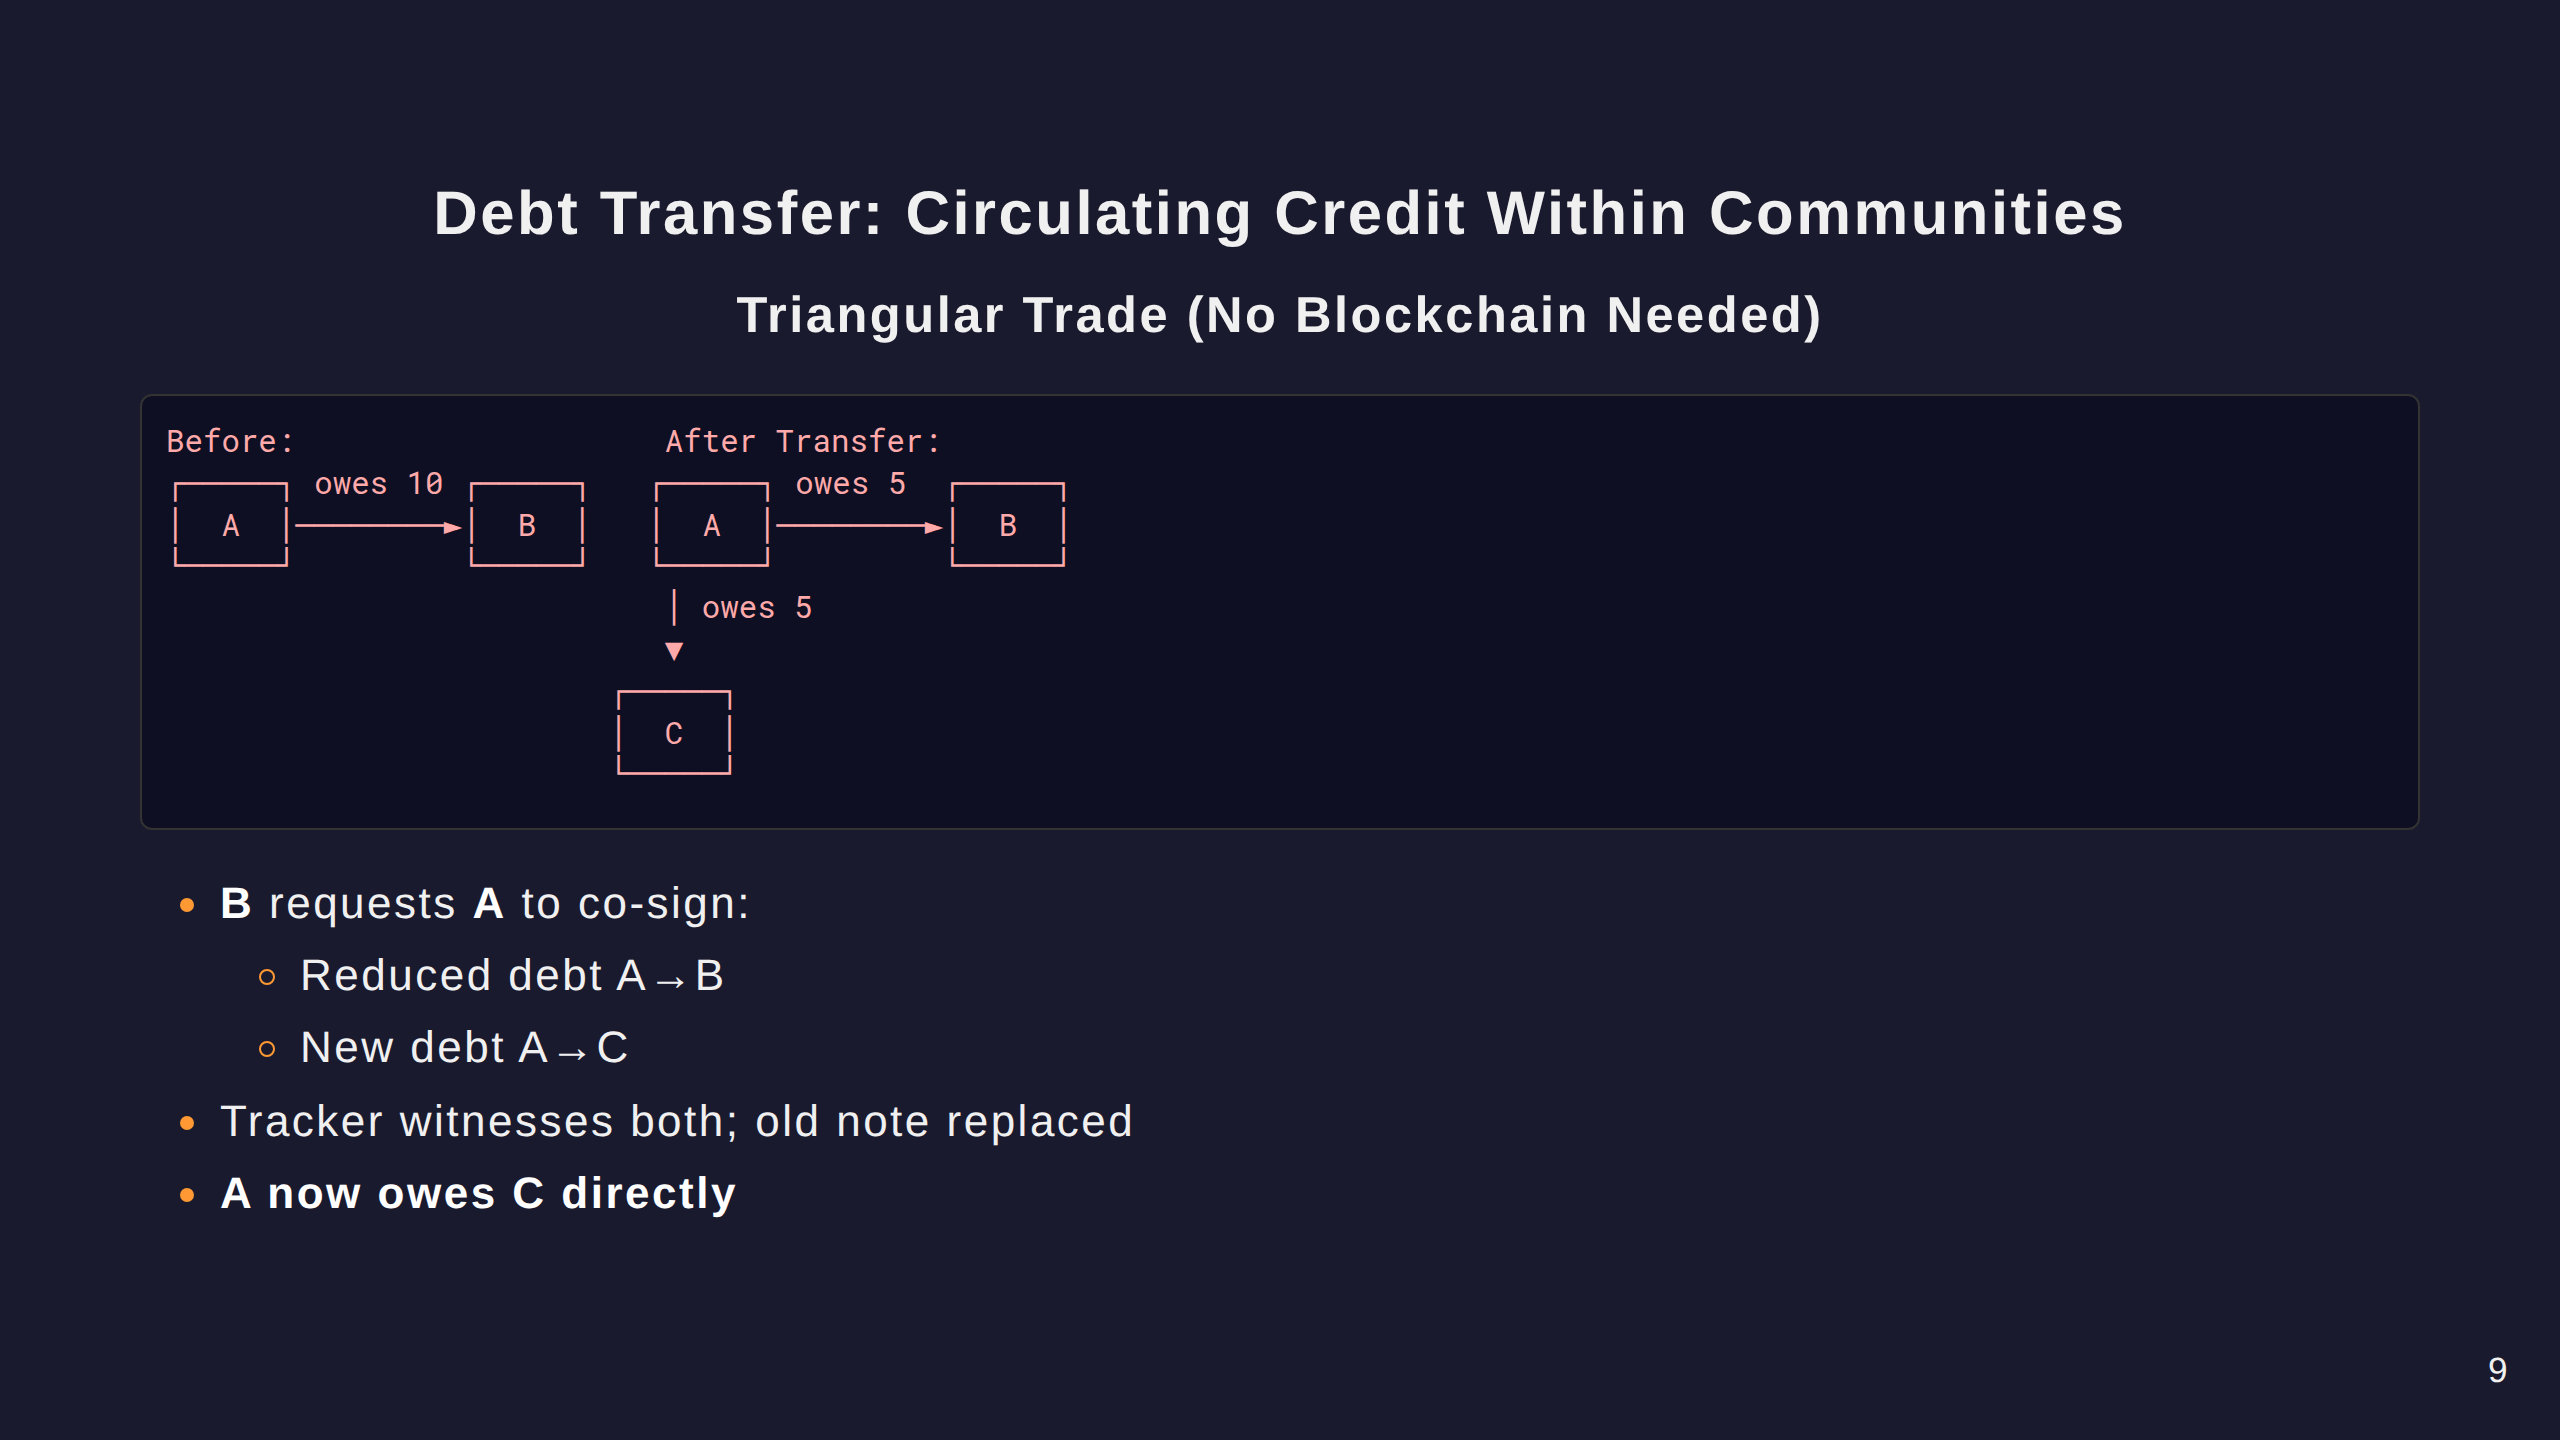 Debt Transfer: Circulating Credit Within Communities
Triangular Trade (No Blockchain Needed)
Before: After Transfer:
owes 10 owes 5
A B A B
owes 5
C
B requests A to co-sign:
Reduced debt A→B
New debt A→C
Tracker witnesses both; old note replaced
A now owes C directly
9